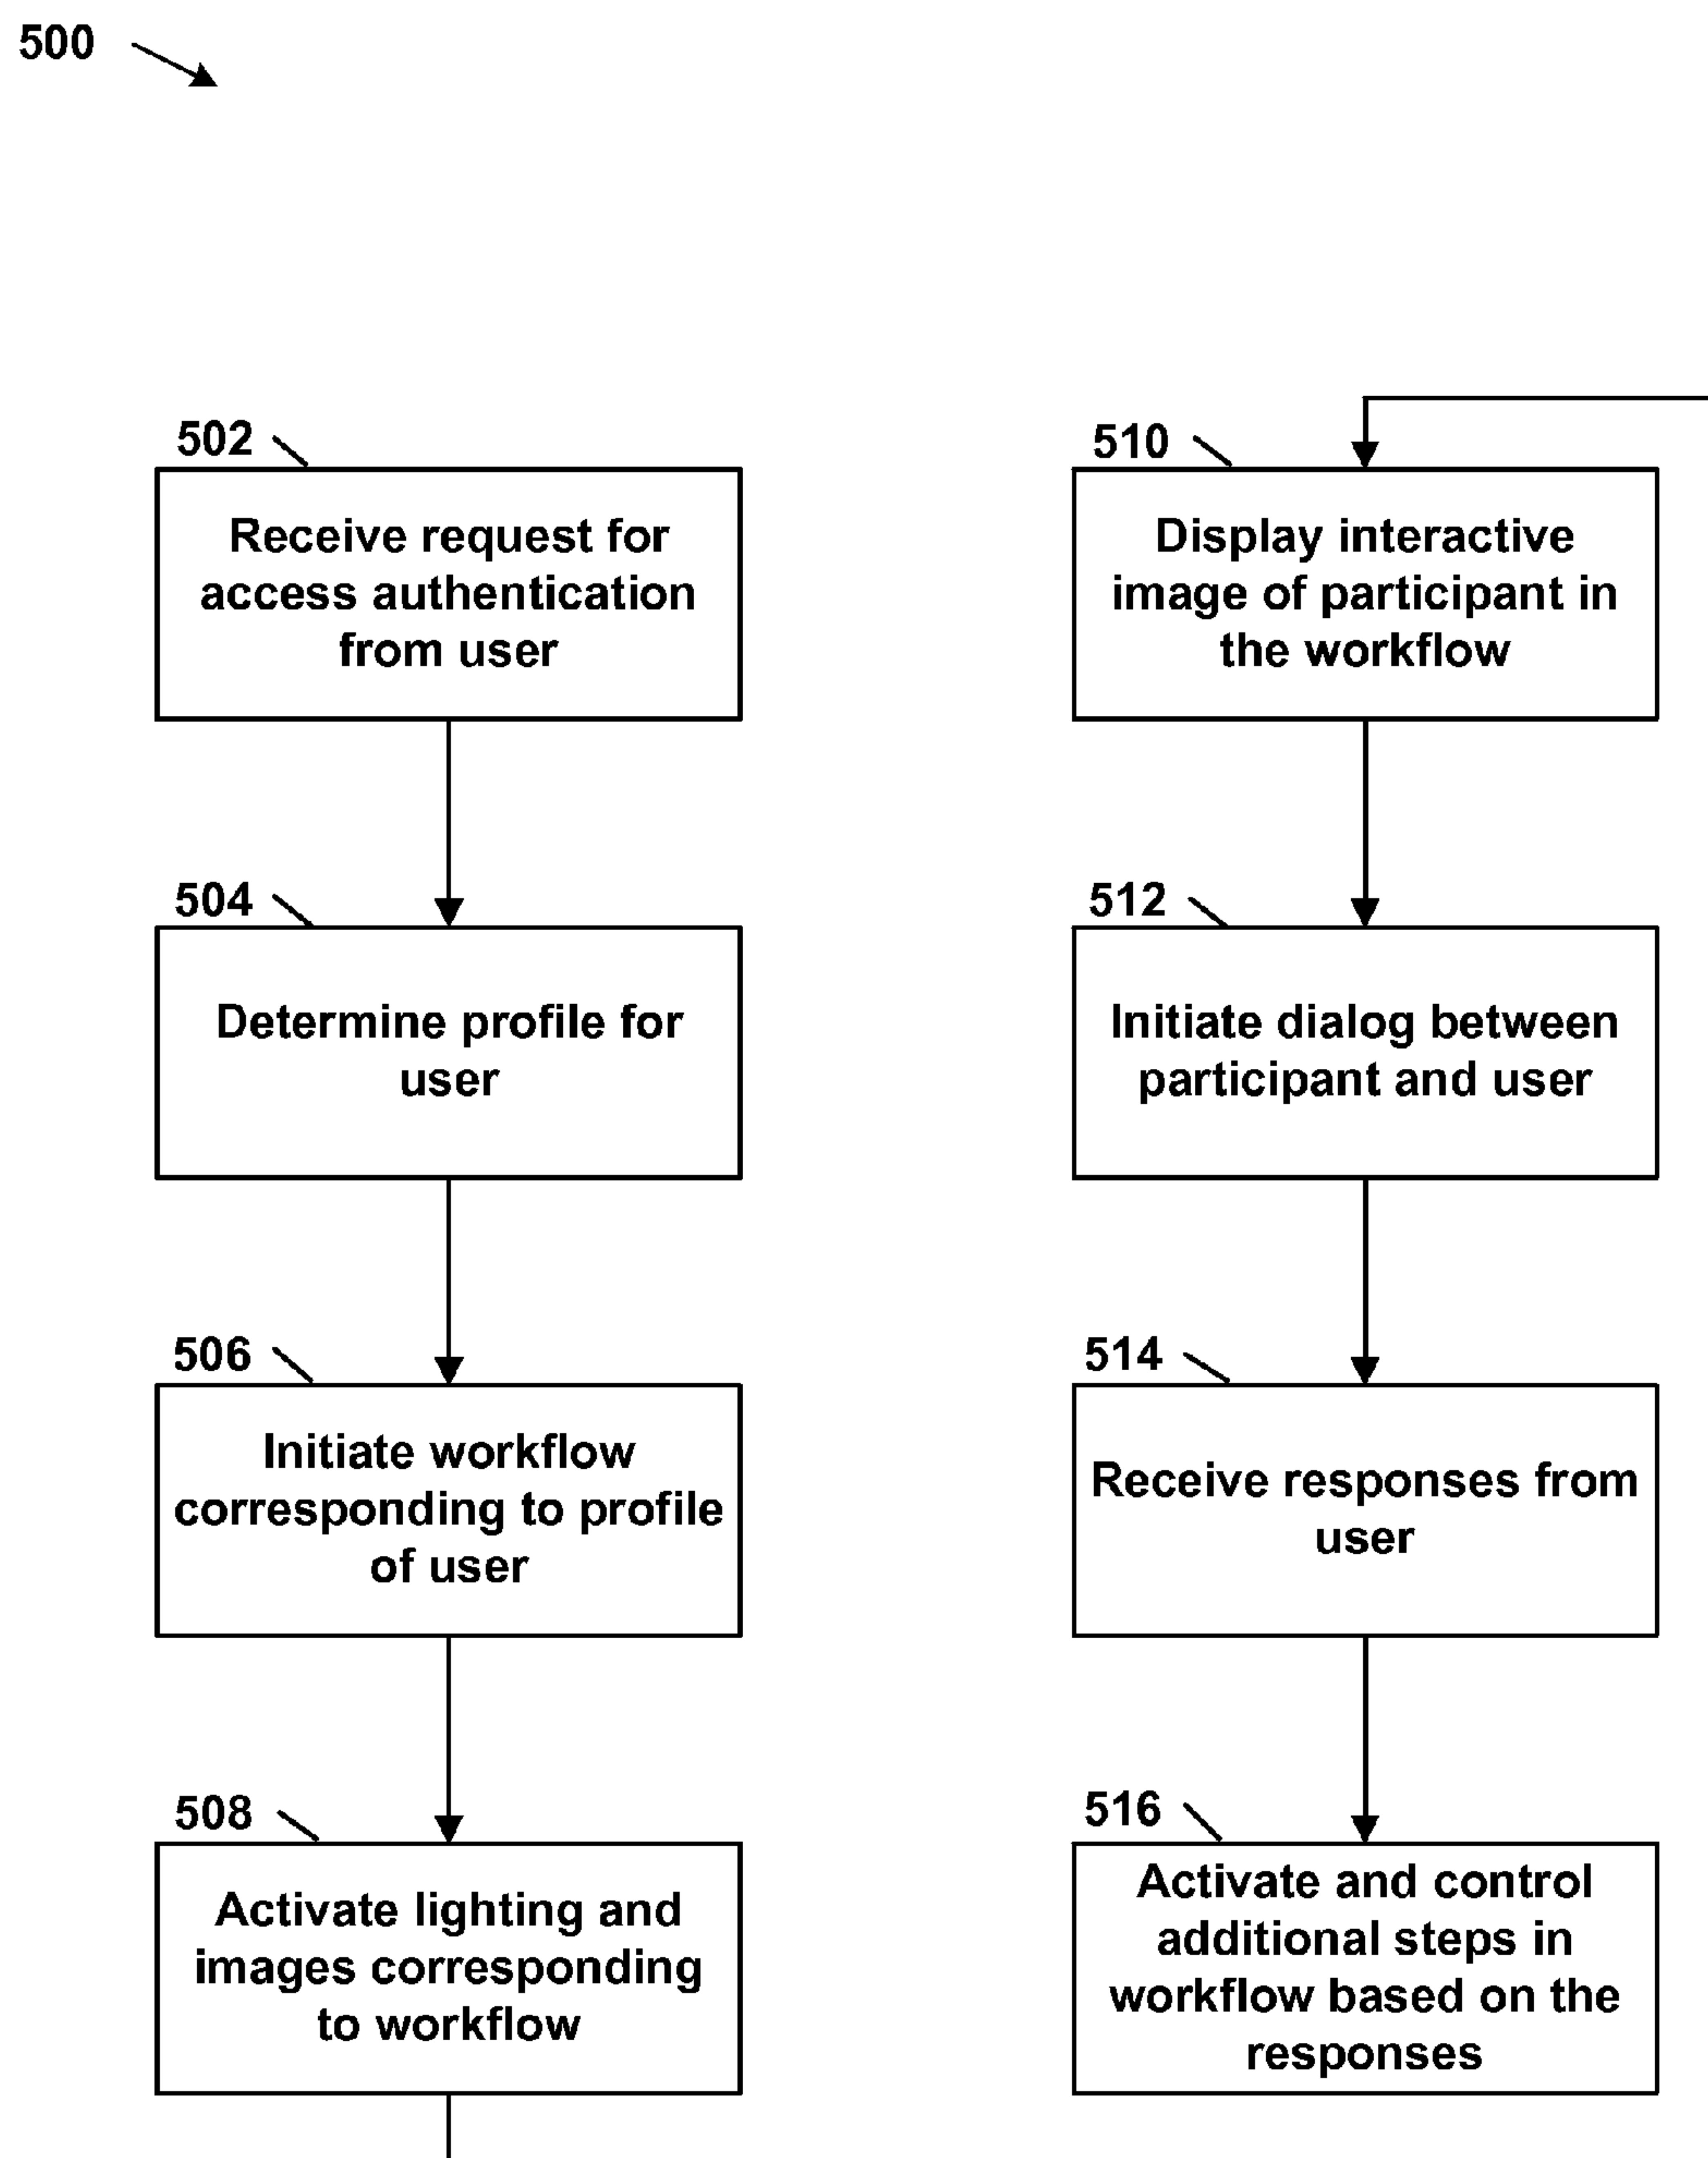 500
502
Receive request for
access authentication
from user
504
Determine profile for
user
506
Initiate workflow
corresponding to profile
of user
508
Activate lighting and
images corresponding
to workflow
510
Display interactive
image of participant in
the workflow
512
Initiate dialog between
participant and user
514
Receive responses from
user
516
Activate and control
additional steps in
workflow based on the
responses